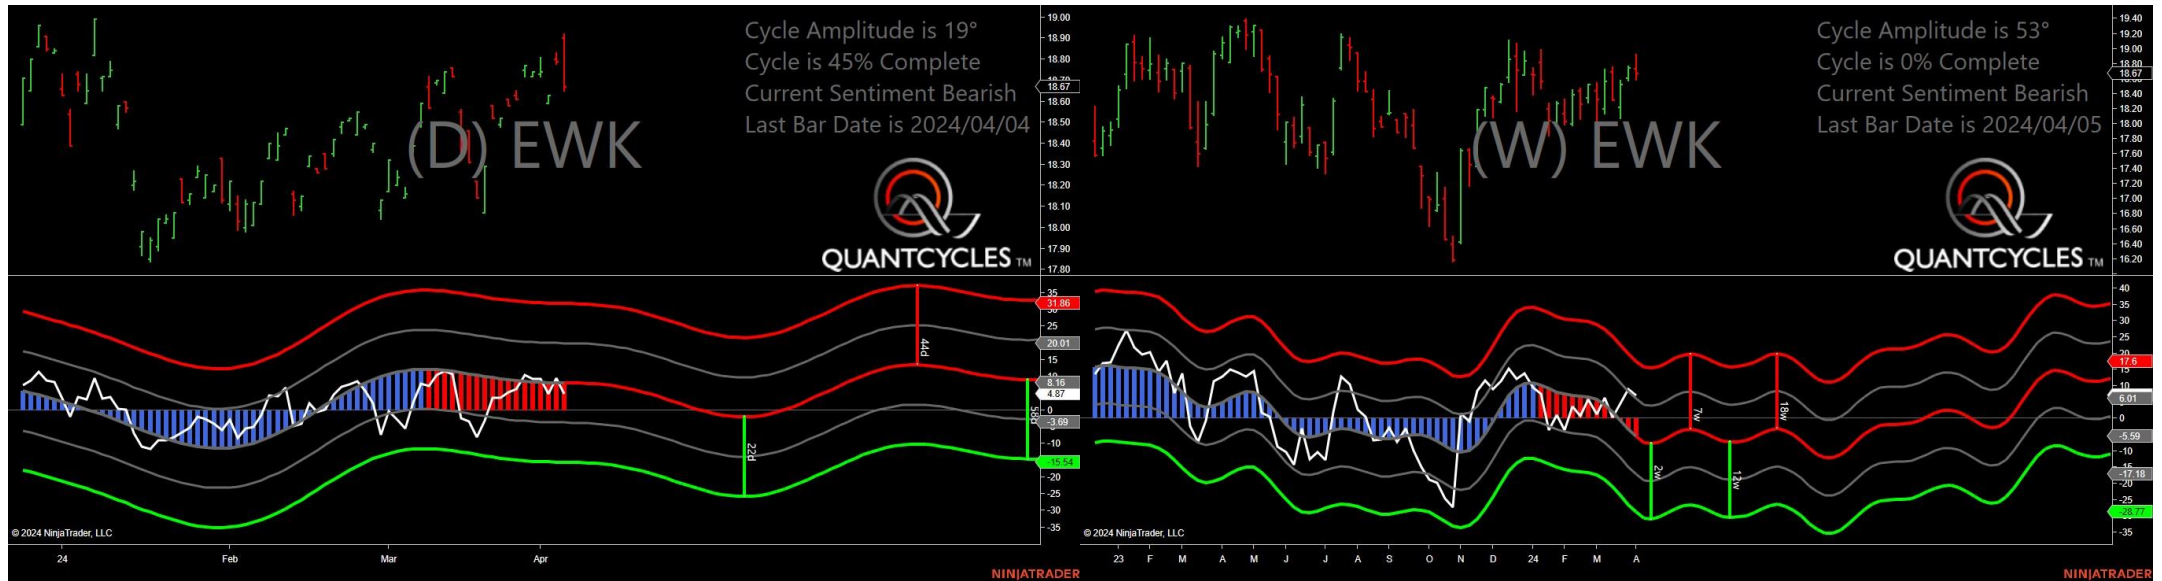 Cycle Amplitude is 19°
Cycle is 45% Complete
Current Sentiment Bearish
Last Bar Date is 2024/04/04
(D) EWK
QUANTCYCLES TM
19.00
18.90
18.80
18.67
18.60
18.50
18.40
18.30
18.20
18.10
18.00
17.90
17.80
35
31.86
30
25
20.01
15
8.16
4.87
0
-3.69
-10
-15.54
-20
-25
-30
-35
44d
22d
© 2024 NinjaTrader, LLC
24 Feb Mar Apr
NINJATRADER
Cycle Amplitude is 53°
Cycle is 0% Complete
Current Sentiment Bearish
Last Bar Date is 2024/04/05
(W) EWK
QUANTCYCLES TM
19.40
19.20
19.00
18.80
18.67
18.40
18.20
18.00
17.80
17.60
17.40
17.20
17.00
16.80
16.60
16.40
16.20
40
35
30
25
20
17.6
15
10
6.01
0
-5.59
-10
-17.18
-20
-25
-28.77
-35
7w
18w
2w
12w
© 2024 NinjaTrader, LLC
23 F M A M J J A S O N D 24 F M A
NINJATRADER